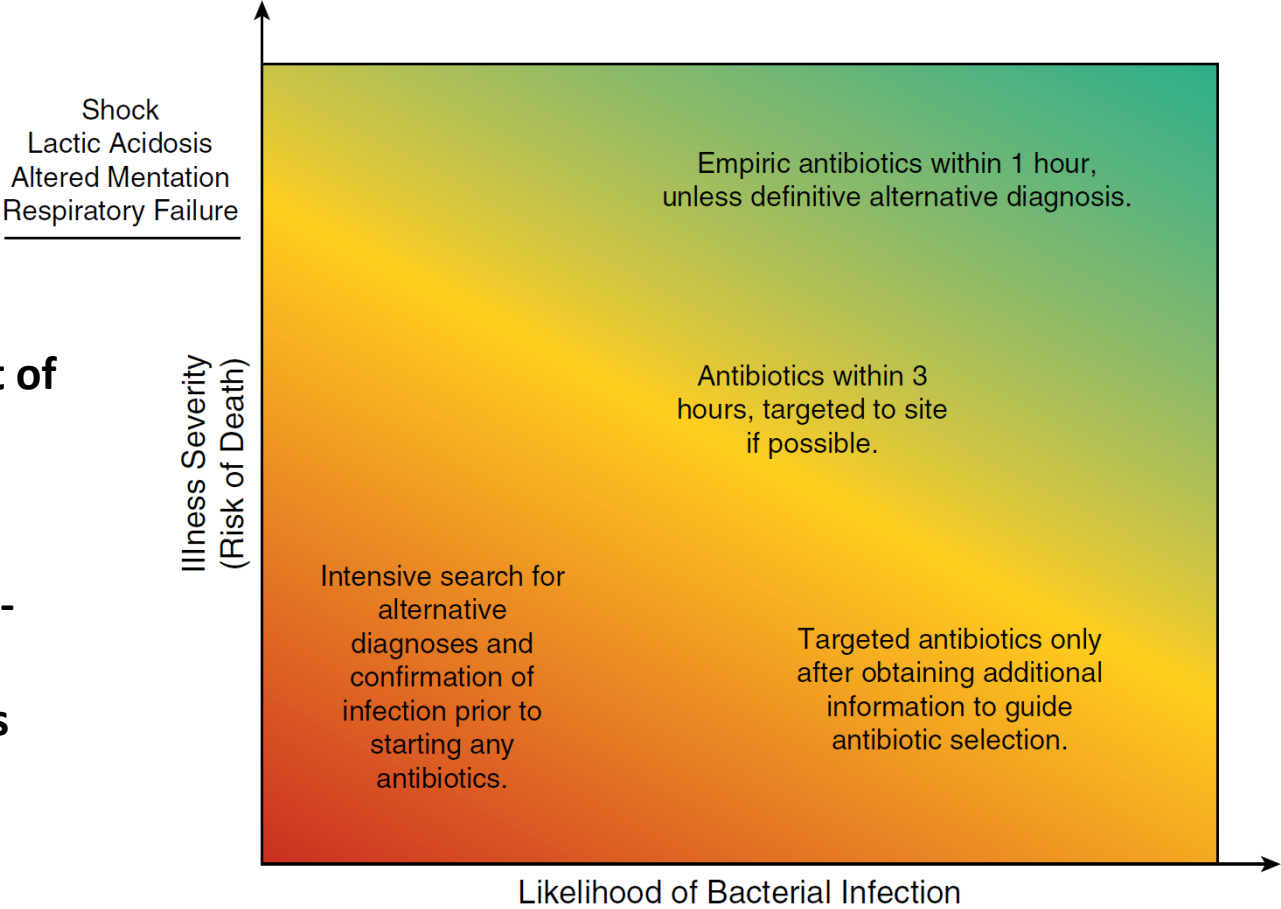 Shock
Lactic Acidosis
Altered Mentation
Respiratory Failure
of
-
s
Illness Severity
(Risk of Death)
Empiric antibiotics within 1 hour,
unless definitive alternative diagnosis.
Antibiotics within 3
hours, targeted to site
if possible.
Intensive search for
alternative
diagnoses and
confirmation of
infection prior to
starting any
antibiotics.
Targeted antibiotics only
after obtaining additional
information to guide
antibiotic selection.
Likelihood of Bacterial Infection